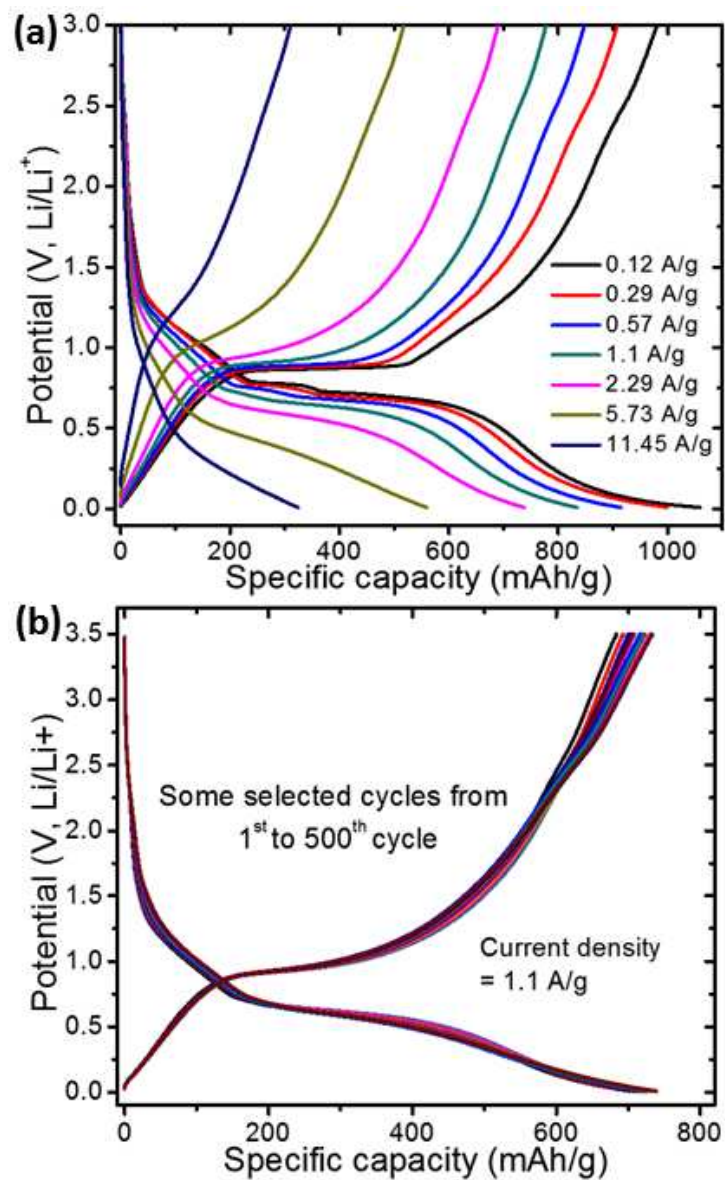 (a)
3.0
2.5
2.0
1.5
1.0
0.5
0.0
Potential (V, Li/Li⁺)
0.12 A/g
0.29 A/g
0.57 A/g
1.1 A/g
2.29 A/g
5.73 A/g
11.45 A/g
0 200 400 600 800 1000
Specific capacity (mAh/g)
(b)
3.5
3.0
2.5
2.0
1.5
1.0
0.5
0.0
Potential (V, Li/Li+)
Some selected cycles from
1ˢᵗ to 500ᵗʰ cycle
Current density
= 1.1 A/g
0 200 400 600 800
Specific capacity (mAh/g)